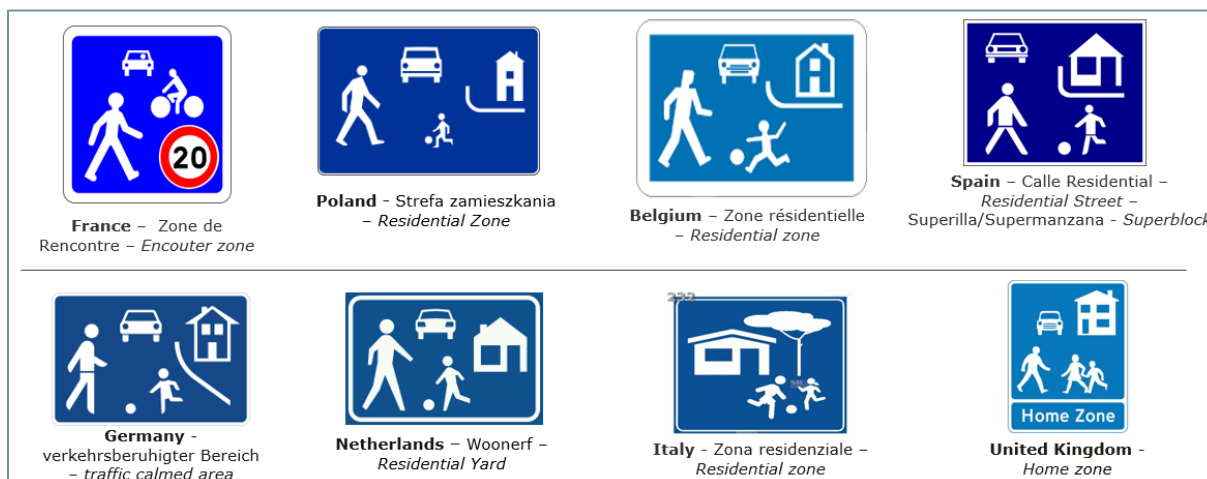 20
France – Zone de
Rencontre – Encouter zone
Poland - Strefa zamieszkania
– Residential Zone
Belgium – Zone résidentielle
– Residential zone
Spain – Calle Residential –
Residential Street –
Superilla/Supermanzana - Superblock
Germany -
verkehrsberuhigter Bereich
– traffic calmed area
Netherlands – Woonerf –
Residential Yard
232
Italy - Zona residenziale –
Residential zone
Home Zone
United Kingdom -
Home zone